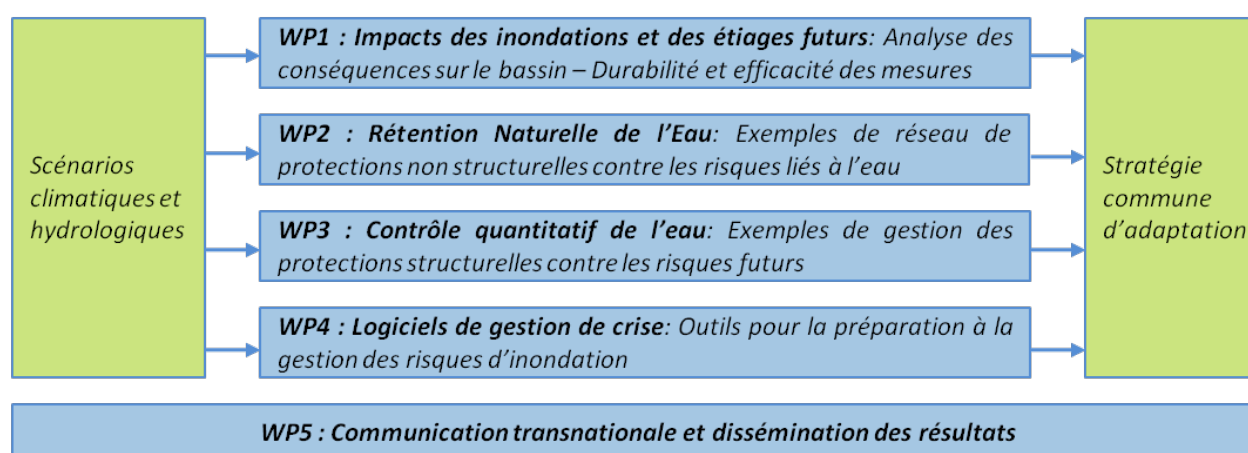 Scénarios
climatiques et
hydrologiques
WP1 : Impacts des inondations et des étiages futurs: Analyse des
conséquences sur le bassin – Durabilité et efficacité des mesures
WP2 : Rétention Naturelle de l'Eau: Exemples de réseau de
protections non structurelles contre les risques liés à l'eau
WP3 : Contrôle quantitatif de l'eau: Exemples de gestion des
protections structurelles contre les risques futurs
WP4 : Logiciels de gestion de crise: Outils pour la préparation à la
gestion des risques d'inondation
Stratégie
commune
d'adaptation
WP5 : Communication transnationale et dissémination des résultats